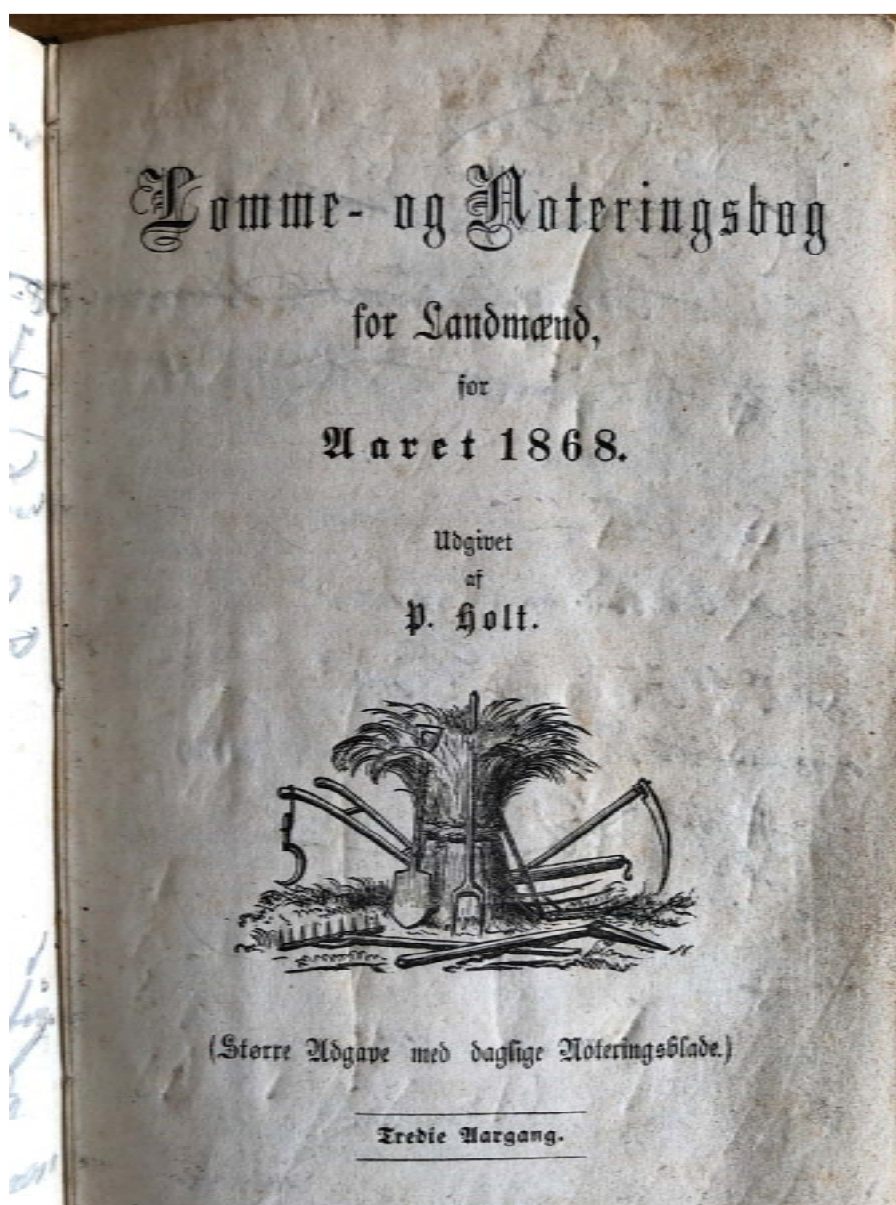 Lomme- og Noteringsbog
for Landmænd,
for
Aaret 1868.
Udgivet
af
P. Holt.
(Større Udgave med daglige Noteringsblade.)
Tredie Aargang.